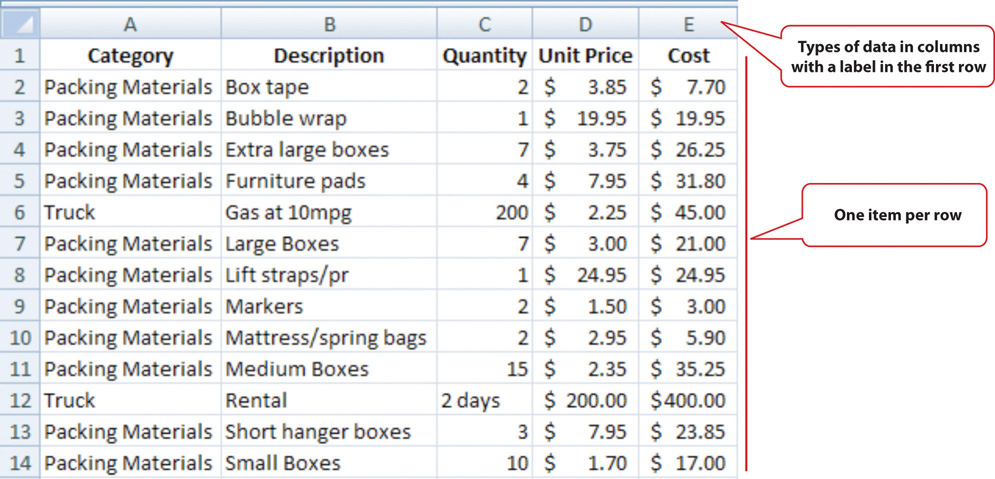 A B C D E
1 Category Description Quantity Unit Price Cost
2 Packing Materials Box tape 2 $ 3.85 $ 7.70
3 Packing Materials Bubble wrap 1 $ 19.95 $ 19.95
4 Packing Materials Extra large boxes 7 $ 3.75 $ 26.25
5 Packing Materials Furniture pads 4 $ 7.95 $ 31.80
6 Truck Gas at 10mpg 200 $ 2.25 $ 45.00
7 Packing Materials Large Boxes 7 $ 3.00 $ 21.00
8 Packing Materials Lift straps/pr 1 $ 24.95 $ 24.95
9 Packing Materials Markers 2 $ 1.50 $ 3.00
10 Packing Materials Mattress/spring bags 2 $ 2.95 $ 5.90
11 Packing Materials Medium Boxes 15 $ 2.35 $ 35.25
12 Truck Rental 2 days $ 200.00 $400.00
13 Packing Materials Short hanger boxes 3 $ 7.95 $ 23.85
14 Packing Materials Small Boxes 10 $ 1.70 $ 17.00
Types of data in columns
with a label in the first row
One item per row